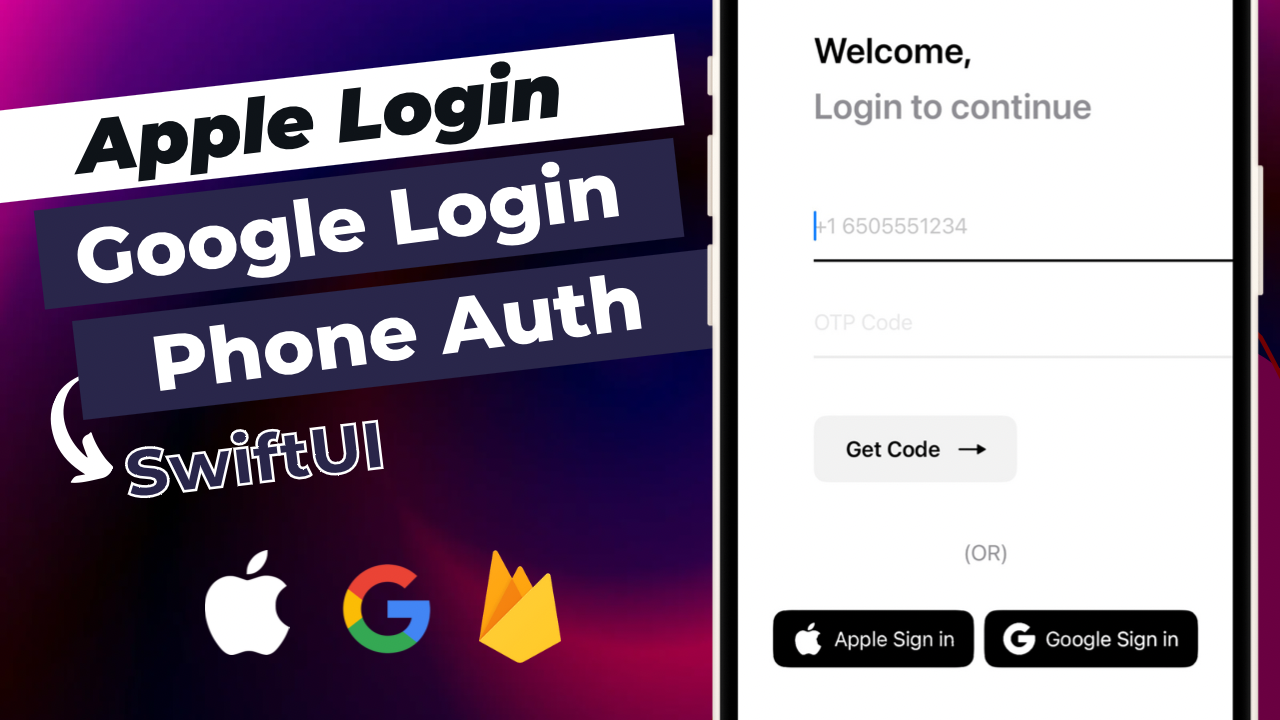 Apple Login
Google Login
Phone Auth
SwiftUI
Welcome,
Login to continue
+1 6505551234
OTP Code
Get Code
(OR)
Apple Sign in
Google Sign in